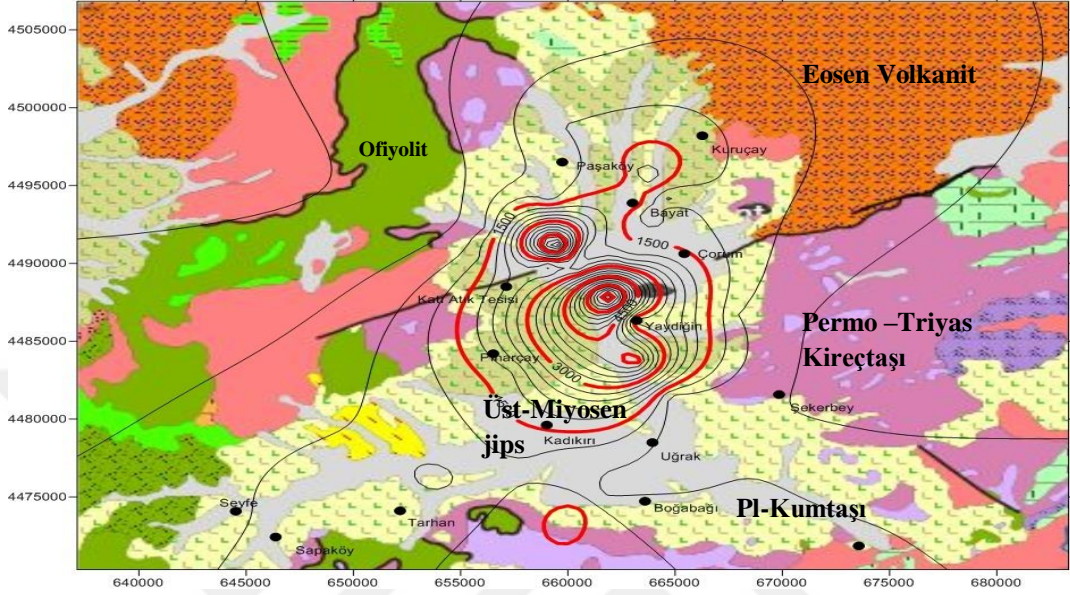 4505000
Eosen Volkanit
4500000
Ofiyolit
Kuruçay
Paşaköy
4495000
Bayat
1500
1500
Çorum
4490000
Katı Atık Tesisi
4500
Yaydiğin
4485000
Permo –Triyas
Kireçtaşı
Pınarçay
3000
4480000
Üst-Miyosen
jips
Şekerbey
Kadıkırı
Uğrak
4475000
Seyfe
Boğabağı
Pl-Kumtaşı
Tarhan
Sapaköy
640000 645000 650000 655000 660000 665000 670000 675000 680000